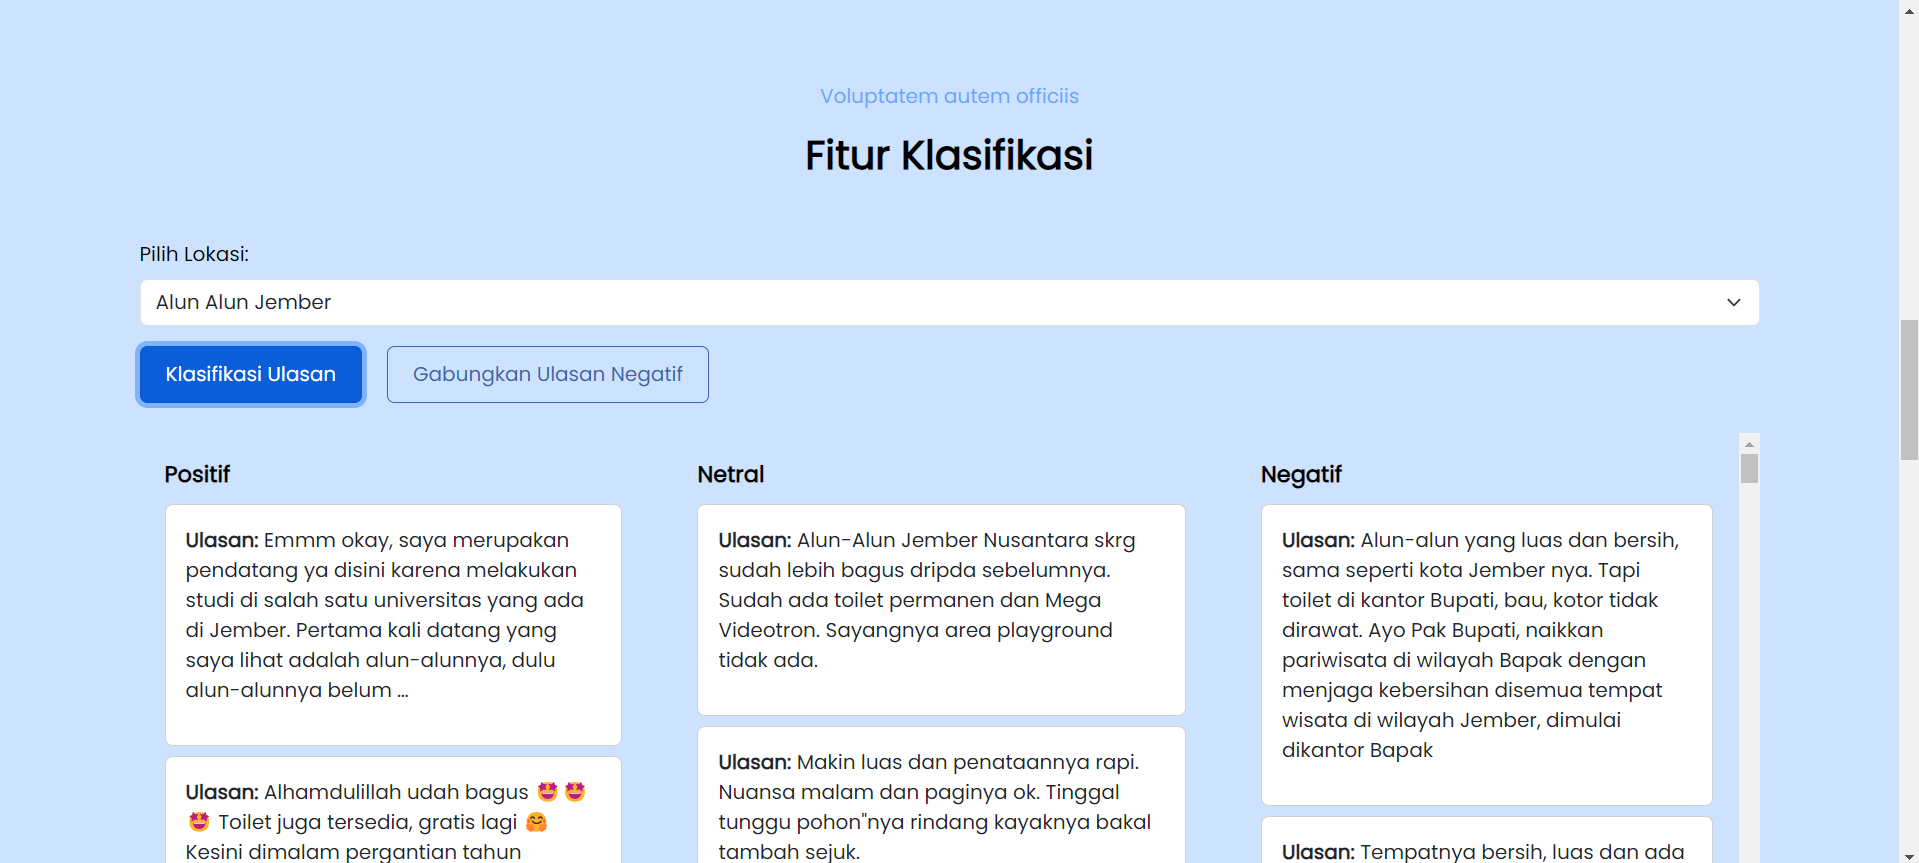 Voluptatem autem officiis
Fitur Klasifikasi
Pilih Lokasi:
Alun Alun Jember
Klasifikasi Ulasan
Gabungkan Ulasan Negatif
Positif
Ulasan: Emmm okay, saya merupakan
pendatang ya disini karena melakukan
studi di salah satu universitas yang ada
di Jember. Pertama kali datang yang
saya lihat adalah alun-alunnya, dulu
alun-alunnya belum ...
Ulasan: Alhamdulillah udah bagus 🤩🤩
🤩 Toilet juga tersedia, gratis lagi 🤗
Kesini dimalam pergantian tahun
Netral
Ulasan: Alun-Alun Jember Nusantara skrg
sudah lebih bagus dripda sebelumnya.
Sudah ada toilet permanen dan Mega
Videotron. Sayangnya area playground
tidak ada.
Ulasan: Makin luas dan penataannya rapi.
Nuansa malam dan paginya ok. Tinggal
tunggu pohon"nya rindang kayaknya bakal
tambah sejuk.
Negatif
Ulasan: Alun-alun yang luas dan bersih,
sama seperti kota Jember nya. Tapi
toilet di kantor Bupati, bau, kotor tidak
dirawat. Ayo Pak Bupati, naikkan
pariwisata di wilayah Bapak dengan
menjaga kebersihan disemua tempat
wisata di wilayah Jember, dimulai
dikantor Bapak
Ulasan: Tempatnya bersih, luas dan ada